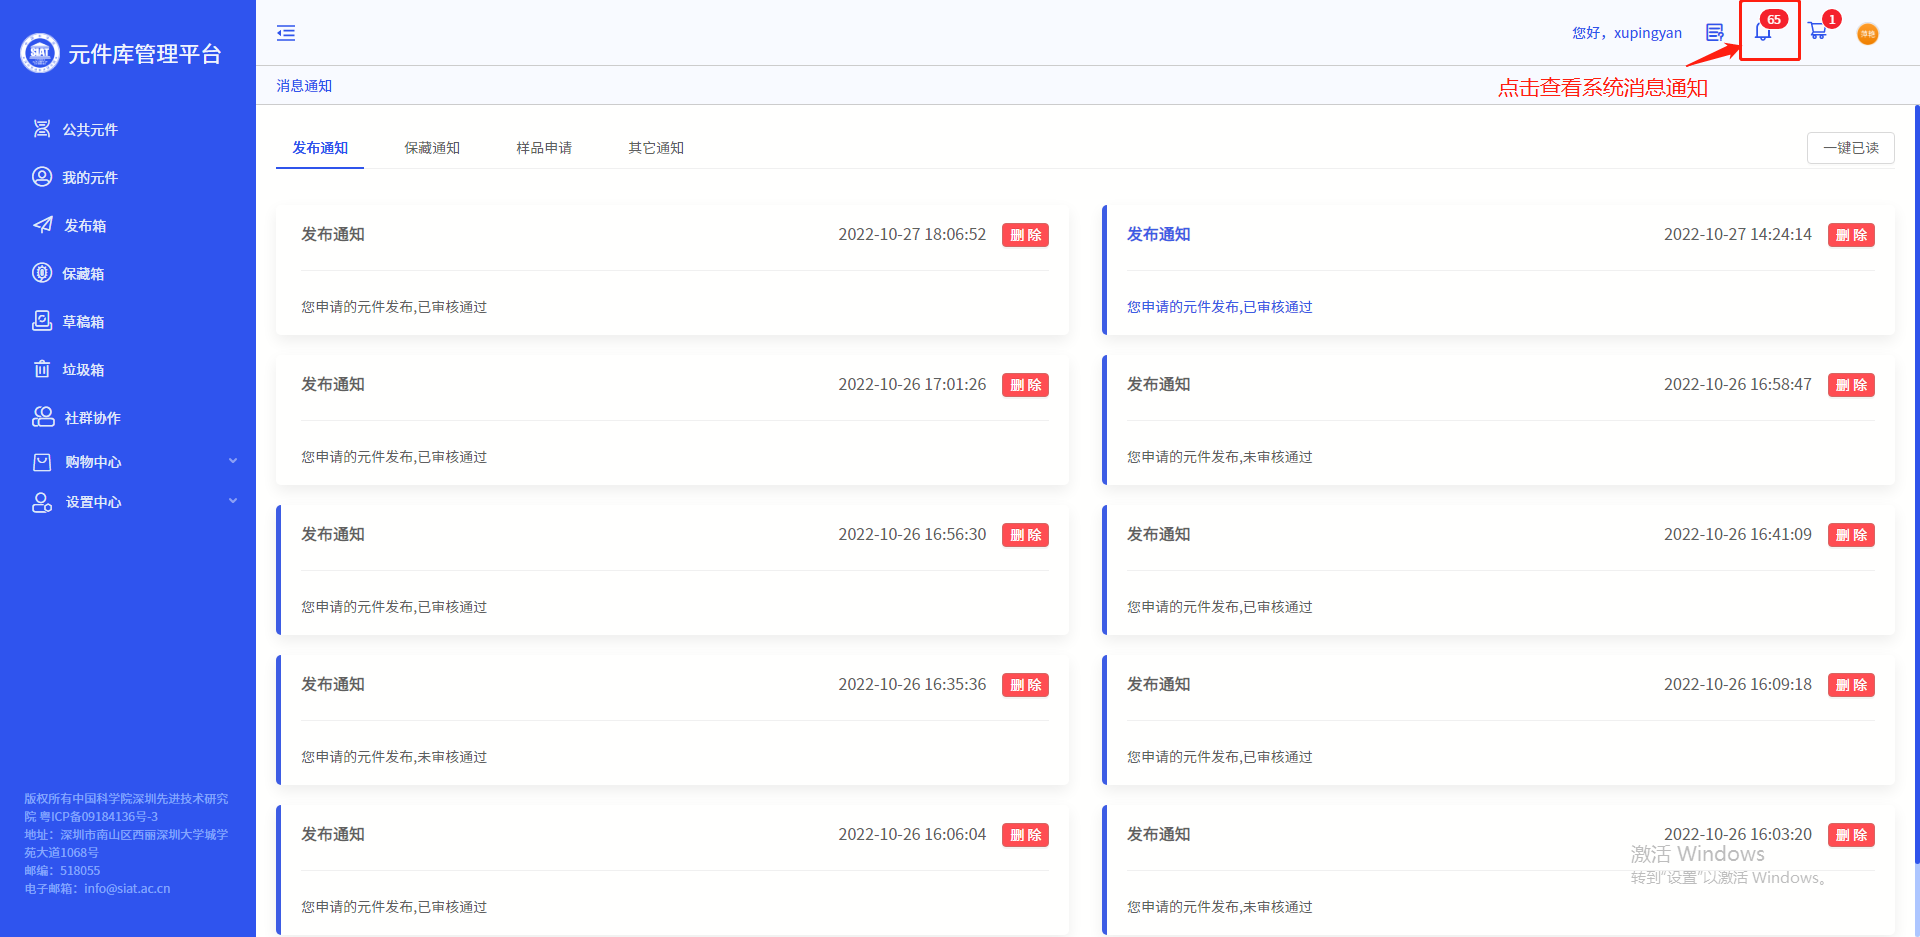 SIAT
元件库管理平台
公共元件
我的元件
发布箱
保藏箱
草稿箱
垃圾箱
社群协作
购物中心
设置中心
版权所有中国科学院深圳先进技术研究
院 粤ICP备09184136号-3
地址：深圳市南山区西丽深圳大学城学
苑大道1068号
邮编：518055
电子邮箱：info@siat.ac.cn
您好，xupingyan
65
1
消息通知
点击查看系统消息通知
发布通知 保藏通知 样品申请 其它通知
一键已读
发布通知 2022-10-27 18:06:52 删 除
您申请的元件发布,已审核通过
发布通知 2022-10-27 14:24:14 删 除
您申请的元件发布,已审核通过
发布通知 2022-10-26 17:01:26 删 除
您申请的元件发布,已审核通过
发布通知 2022-10-26 16:58:47 删 除
您申请的元件发布,未审核通过
发布通知 2022-10-26 16:56:30 删 除
您申请的元件发布,已审核通过
发布通知 2022-10-26 16:41:09 删 除
您申请的元件发布,已审核通过
发布通知 2022-10-26 16:35:36 删 除
您申请的元件发布,未审核通过
发布通知 2022-10-26 16:09:18 删 除
您申请的元件发布,已审核通过
发布通知 2022-10-26 16:06:04 删 除
您申请的元件发布,已审核通过
发布通知 2022-10-26 16:03:20 删 除
您申请的元件发布,未审核通过
激活 Windows
转到“设置”以激活 Windows。